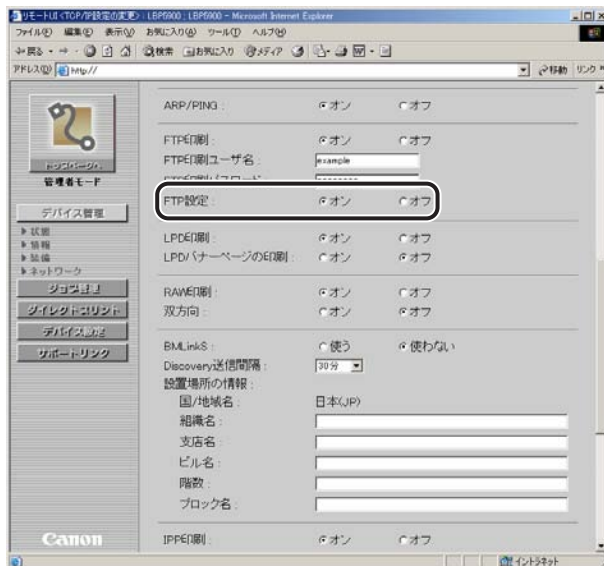 リモートUI <TCP/IP設定の変更> : LBP5900 ; LBP5900 - Microsoft Internet Explorer
ファイル(F) 編集(E) 表示(V) お気に入り(A) ツール(T) ヘルプ(H)
戻る 検索 お気に入り メディア
アドレス(D) http:// 移動 リンク »
トップページへ
管理者モード
デバイス管理
状態
情報
装備
ネットワーク
ジョブ管理
ダイレクトプリント
デバイス設定
サポートリンク
Canon
ARP/PING : オン オフ
FTP印刷 : オン オフ
FTP印刷ユーザ名 : example
FTP印刷パスワード : ********
FTP設定 : オン オフ
LPD印刷 : オン オフ
LPDバナーページの印刷 : オン オフ
RAW印刷 : オン オフ
双方向 : オン オフ
BMLinkS : 使う 使わない
Discovery送信間隔 : 30分
設置場所の情報 :
国/地域名 : 日本(JP)
組織名 :
支店名 :
ビル名 :
階数 :
ブロック名 :
IPP印刷 : オン オフ
イントラネット